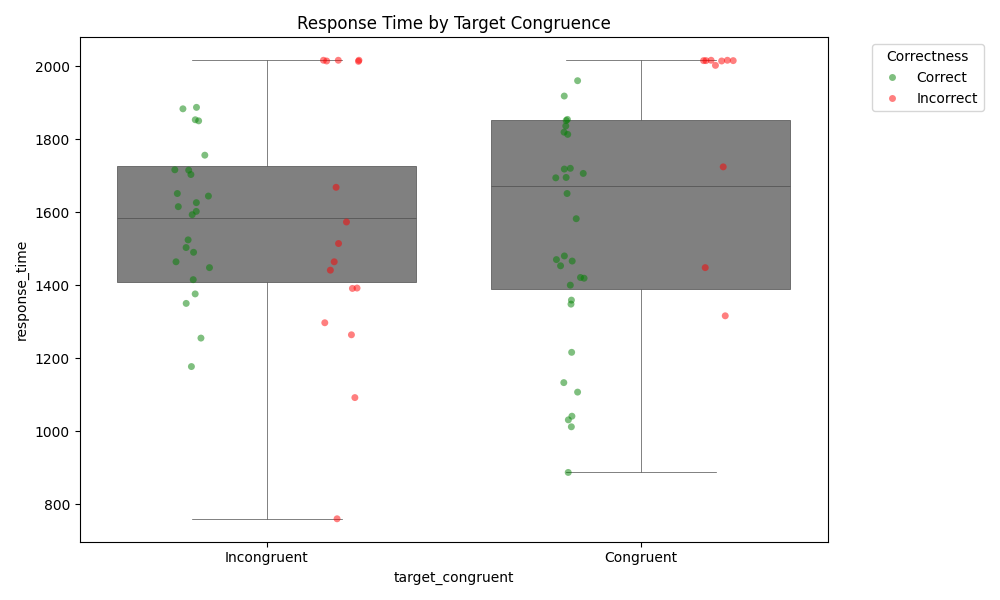 Response Time by Target Congruence
Correctness
Correct
Incorrect
response_time
2000
1800
1600
1400
1200
1000
800
Incongruent
Congruent
target_congruent